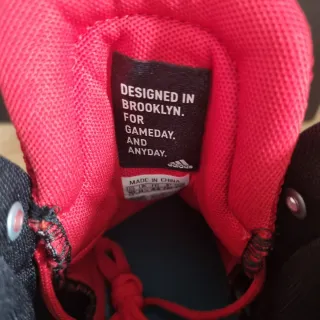 DESIGNED IN
BROOKLYN.
FOR
GAMEDAY.
AND
ANYDAY.
adidas
MADE IN CHINA